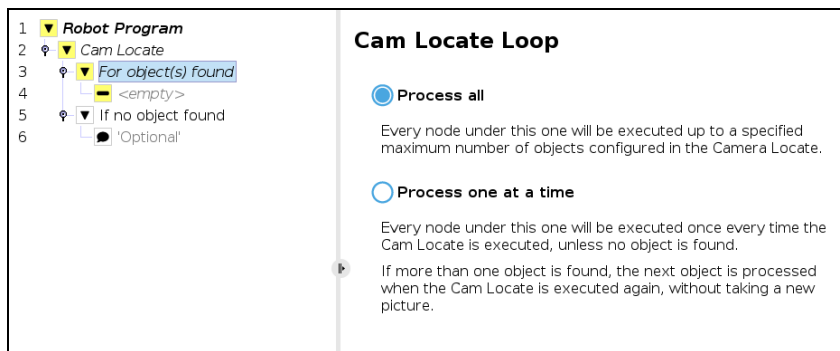 1 Robot Program
2 Cam Locate
3 For object(s) found
4 <empty>
5 If no object found
6 'Optional'
Cam Locate Loop
Process all
Every node under this one will be executed up to a specified
maximum number of objects configured in the Camera Locate.
Process one at a time
Every node under this one will be executed once every time the
Cam Locate is executed, unless no object is found.
If more than one object is found, the next object is processed
when the Cam Locate is executed again, without taking a new
picture.